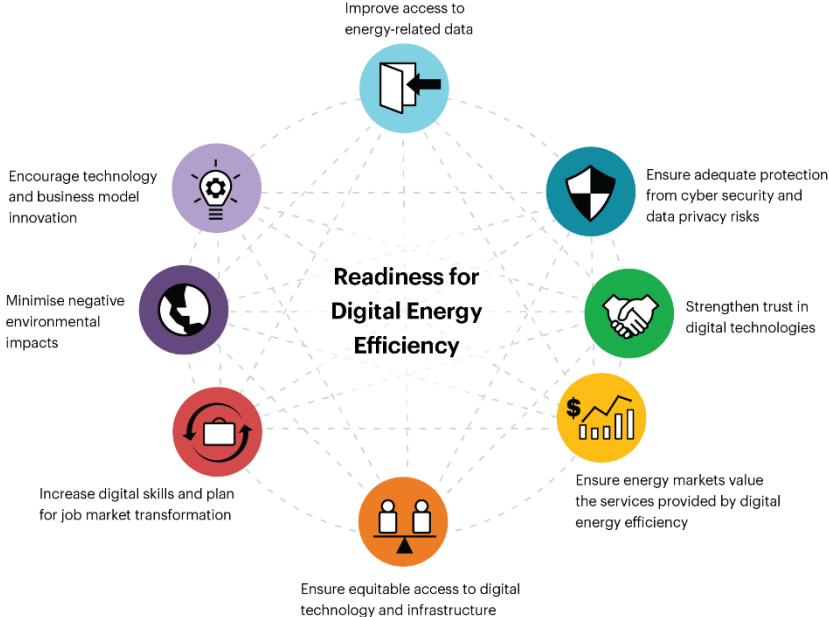 Improve access to
energy-related data
Encourage technology
and business model
innovation
Ensure adequate protection
from cyber security and
data privacy risks
Readiness for
Digital Energy
Efficiency
Minimise negative
environmental
impacts
Strengthen trust in
digital technologies
$
Increase digital skills and plan
for job market transformation
Ensure energy markets value
the services provided by digital
energy efficiency
Ensure equitable access to digital
technology and infrastructure